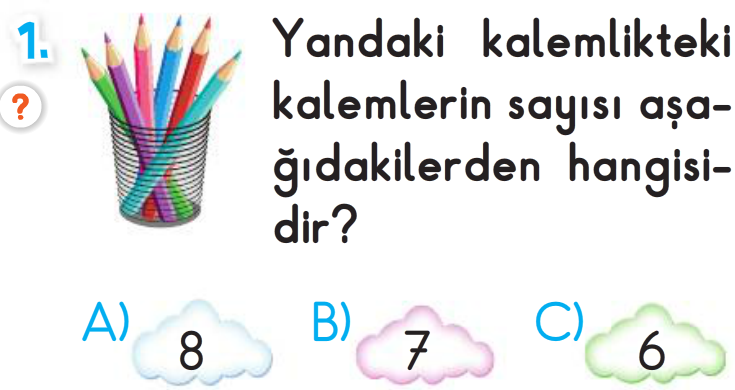 1.
?
Yandaki kalemlikteki
kalemlerin sayısı aşa-
ğıdakilerden hangisi-
dir?
A) 8 B) 7 C) 6